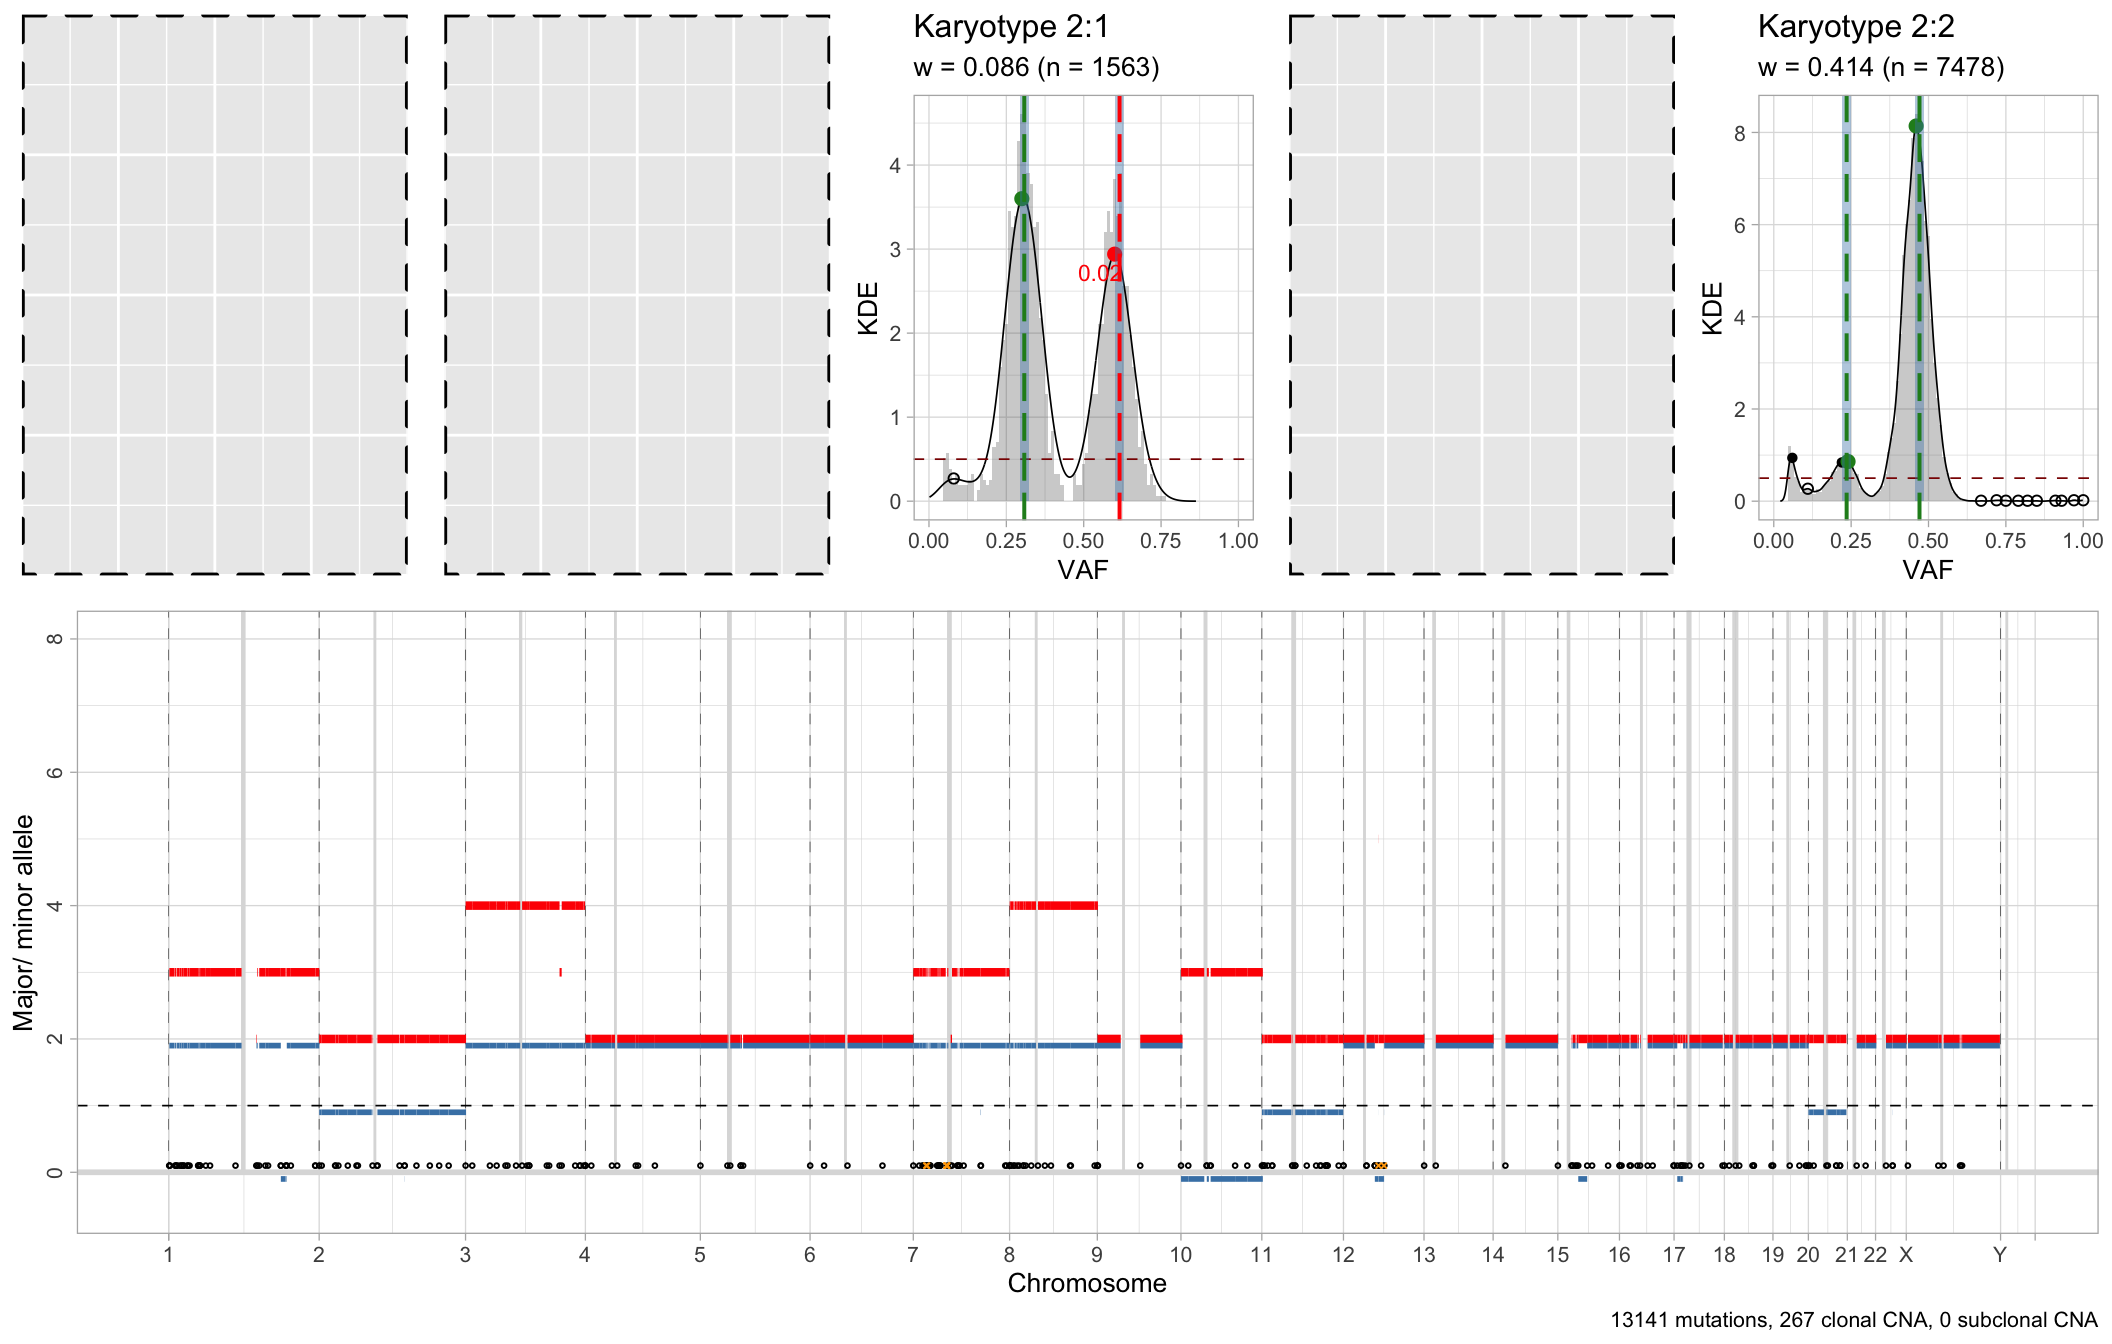 Karyotype 2:1
w = 0.086 (n = 1563)
KDE
4
3
2
1
0
0.02
0.00 0.25 0.50 0.75 1.00
VAF
Karyotype 2:2
w = 0.414 (n = 7478)
KDE
8
6
4
2
0
0.00 0.25 0.50 0.75 1.00
VAF
Major/ minor allele
8
6
4
2
0
1 2 3 4 5 6 7 8 9 10 11 12 13 14 15 16 17 18 19 20 21 22 X Y
Chromosome
13141 mutations, 267 clonal CNA, 0 subclonal CNA